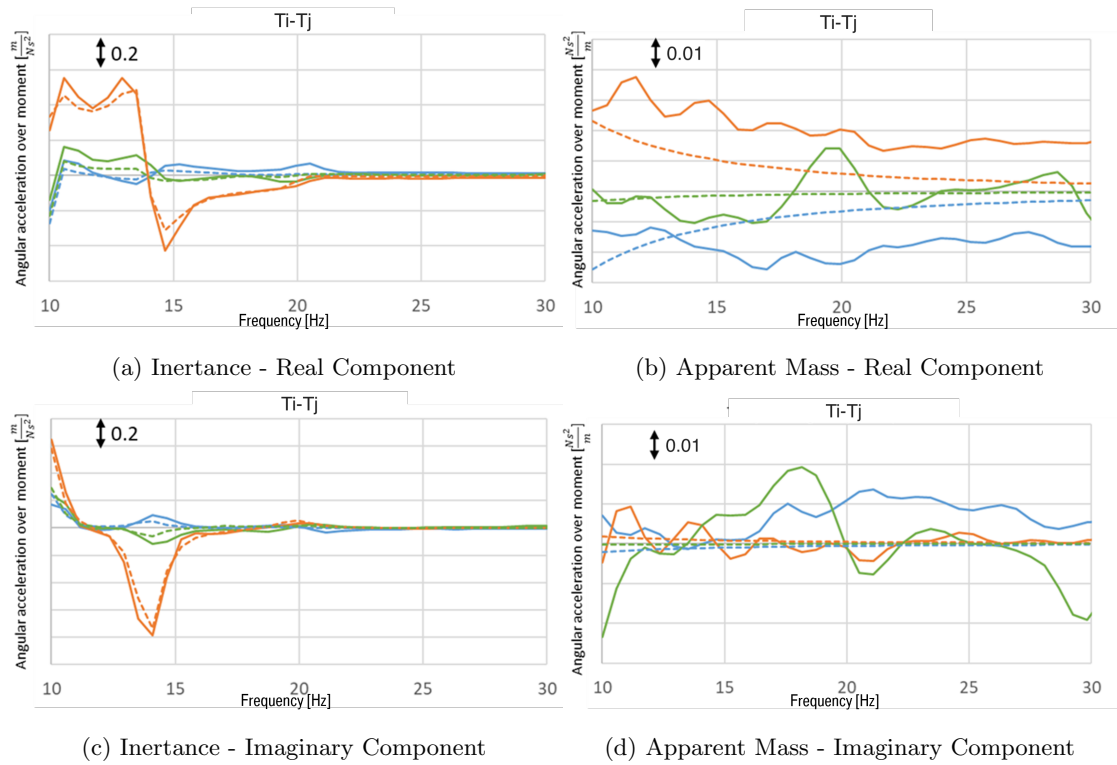 Ti-Tj
Angular acceleration over moment [m/Ns²]
0.2
10 15 20 25 30
Frequency [Hz]
(a) Inertance - Real Component
Ti-Tj
Angular acceleration over moment [Ns²/m]
0.01
10 15 20 25 30
Frequency [Hz]
(b) Apparent Mass - Real Component
Ti-Tj
Angular acceleration over moment [m/Ns²]
0.2
10 15 20 25 30
Frequency [Hz]
(c) Inertance - Imaginary Component
Ti-Tj
Angular acceleration over moment [Ns²/m]
0.01
10 15 20 25 30
Frequency [Hz]
(d) Apparent Mass - Imaginary Component